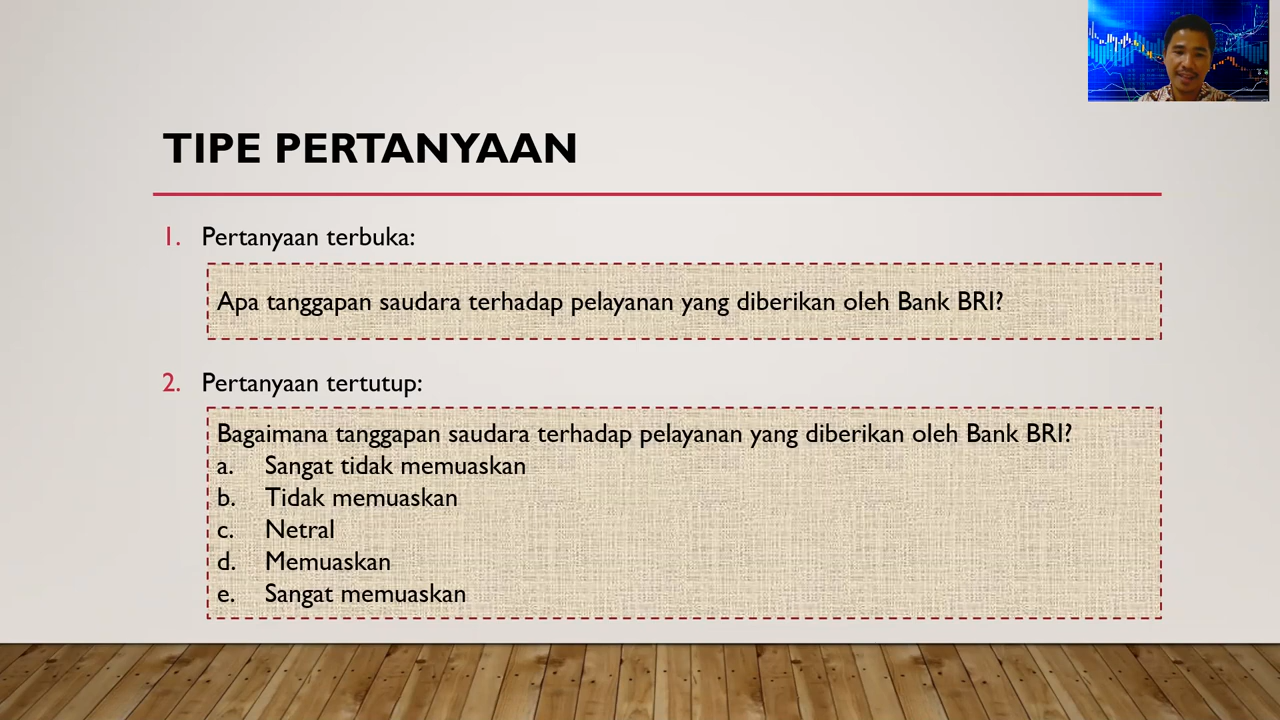 TIPE PERTANYAAN
1. Pertanyaan terbuka:
Apa tanggapan saudara terhadap pelayanan yang diberikan oleh Bank BRI?
2. Pertanyaan tertutup:
Bagaimana tanggapan saudara terhadap pelayanan yang diberikan oleh Bank BRI?
a. Sangat tidak memuaskan
b. Tidak memuaskan
c. Netral
d. Memuaskan
e. Sangat memuaskan